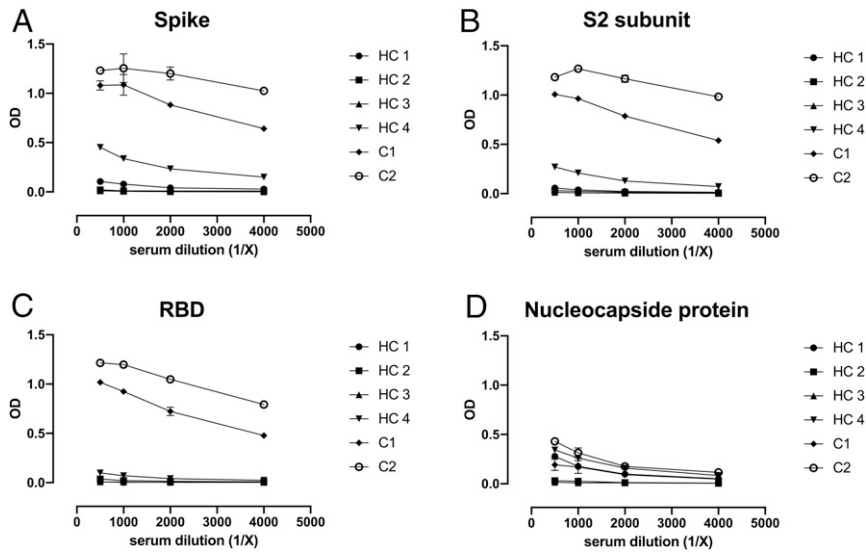 A
Spike
1.5
1.0
0.5
0.0
OD
0 1000 2000 3000 4000 5000
serum dilution (1/X)
HC 1
HC 2
HC 3
HC 4
C1
C2
B
S2 subunit
1.5
1.0
0.5
0.0
OD
0 1000 2000 3000 4000 5000
serum dilution (1/X)
HC 1
HC 2
HC 3
HC 4
C1
C2
C
RBD
1.5
1.0
0.5
0.0
OD
0 1000 2000 3000 4000 5000
serum dilution (1/X)
HC 1
HC 2
HC 3
HC 4
C1
C2
D
Nucleocapside protein
1.5
1.0
0.5
0.0
OD
0 1000 2000 3000 4000 5000
serum dilution (1/X)
HC 1
HC 2
HC 3
HC 4
C1
C2